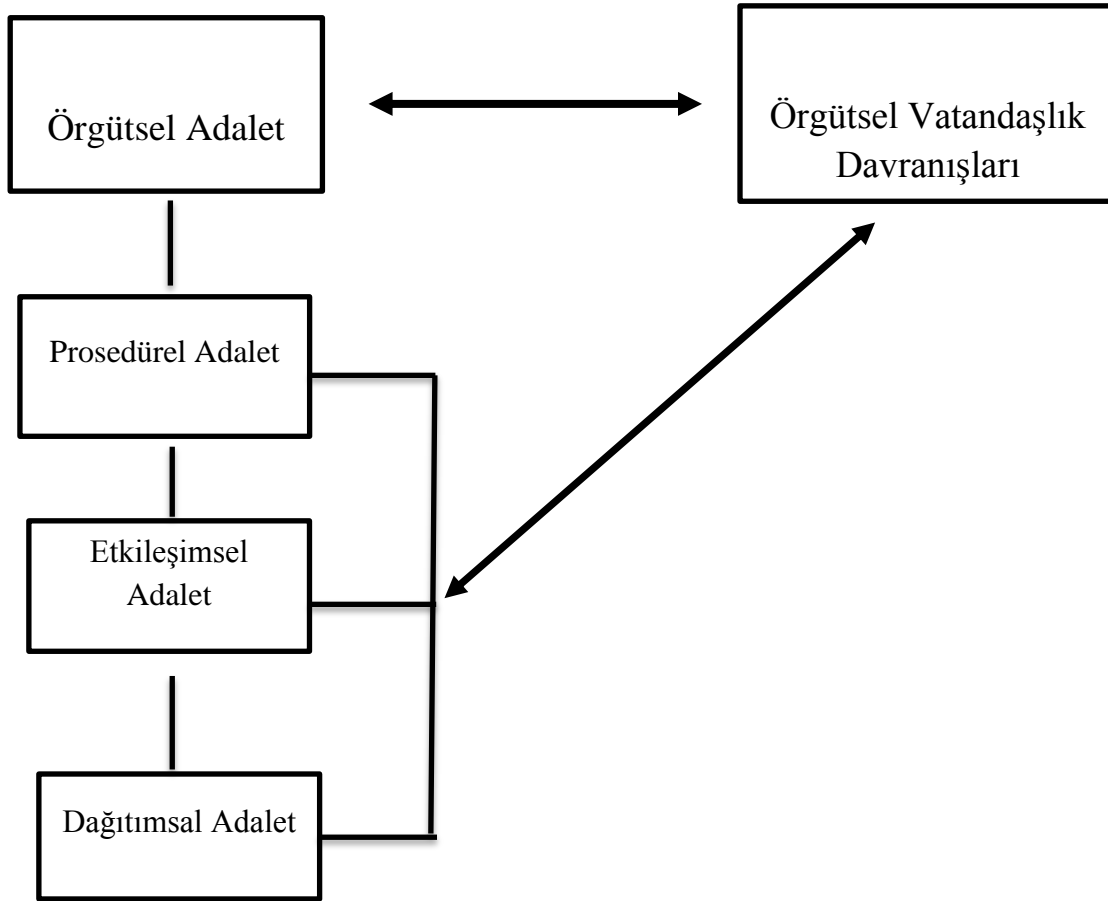 Örgütsel Adalet
Örgütsel Vatandaşlık
Davranışları
Prosedürel Adalet
Etkileşimsel
Adalet
Dağıtımsal Adalet